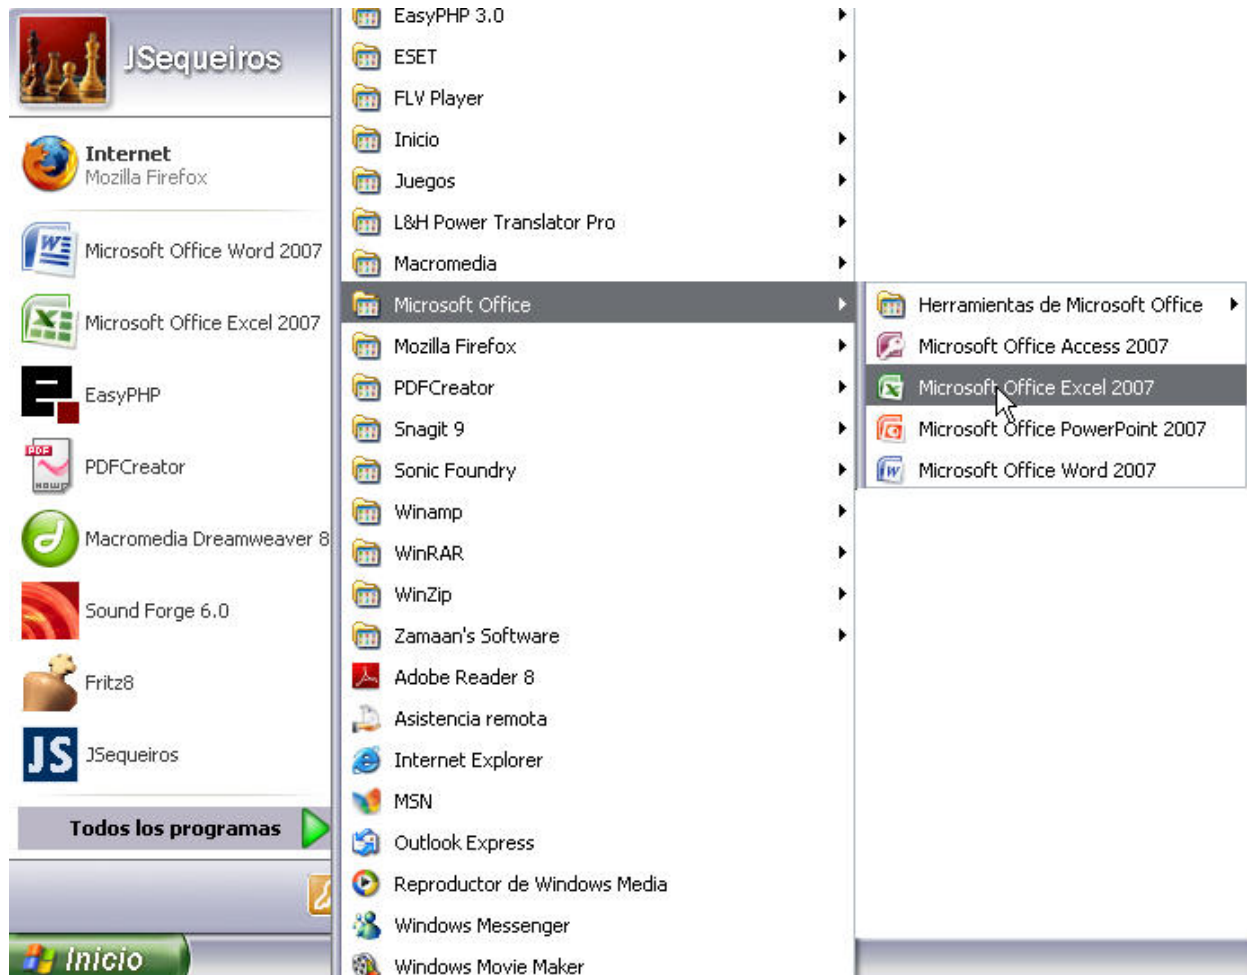 JSequeiros
Internet
Mozilla Firefox
Microsoft Office Word 2007
Microsoft Office Excel 2007
EasyPHP
PDF
PDFCreator
Macromedia Dreamweaver 8
Sound Forge 6.0
Fritz8
JS
JSequeiros
Todos los programas
Inicio
EasyPHP 3.0
ESET
FLV Player
Inicio
Juegos
L&H Power Translator Pro
Macromedia
Microsoft Office
Mozilla Firefox
PDFCreator
Snagit 9
Sonic Foundry
Winamp
WinRAR
WinZip
Zamaan's Software
Adobe Reader 8
Asistencia remota
Internet Explorer
MSN
Outlook Express
Reproductor de Windows Media
Windows Messenger
Windows Movie Maker
Herramientas de Microsoft Office
Microsoft Office Access 2007
Microsoft Office Excel 2007
Microsoft Office PowerPoint 2007
Microsoft Office Word 2007